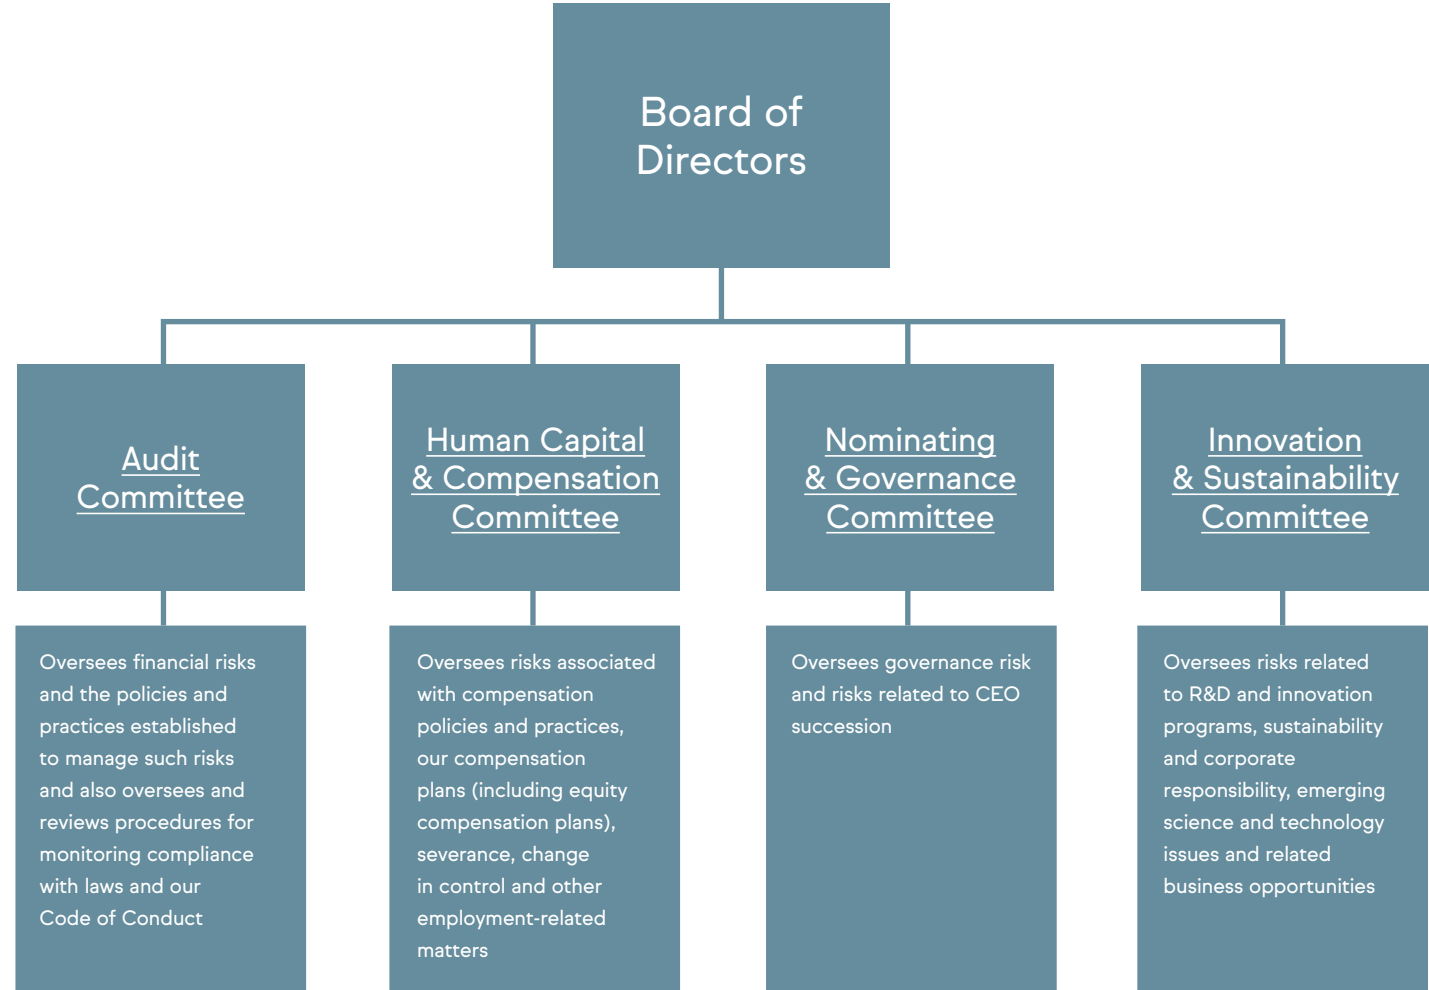 Board of
Directors
Audit
Committee
Human Capital
& Compensation
Committee
Nominating
& Governance
Committee
Innovation
& Sustainability
Committee
Oversees financial risks
and the policies and
practices established
to manage such risks
and also oversees and
reviews procedures for
monitoring compliance
with laws and our
Code of Conduct
Oversees risks associated
with compensation
policies and practices,
our compensation
plans (including equity
compensation plans),
severance, change
in control and other
employment-related
matters
Oversees governance risk
and risks related to CEO
succession
Oversees risks related
to R&D and innovation
programs, sustainability
and corporate
responsibility, emerging
science and technology
issues and related
business opportunities